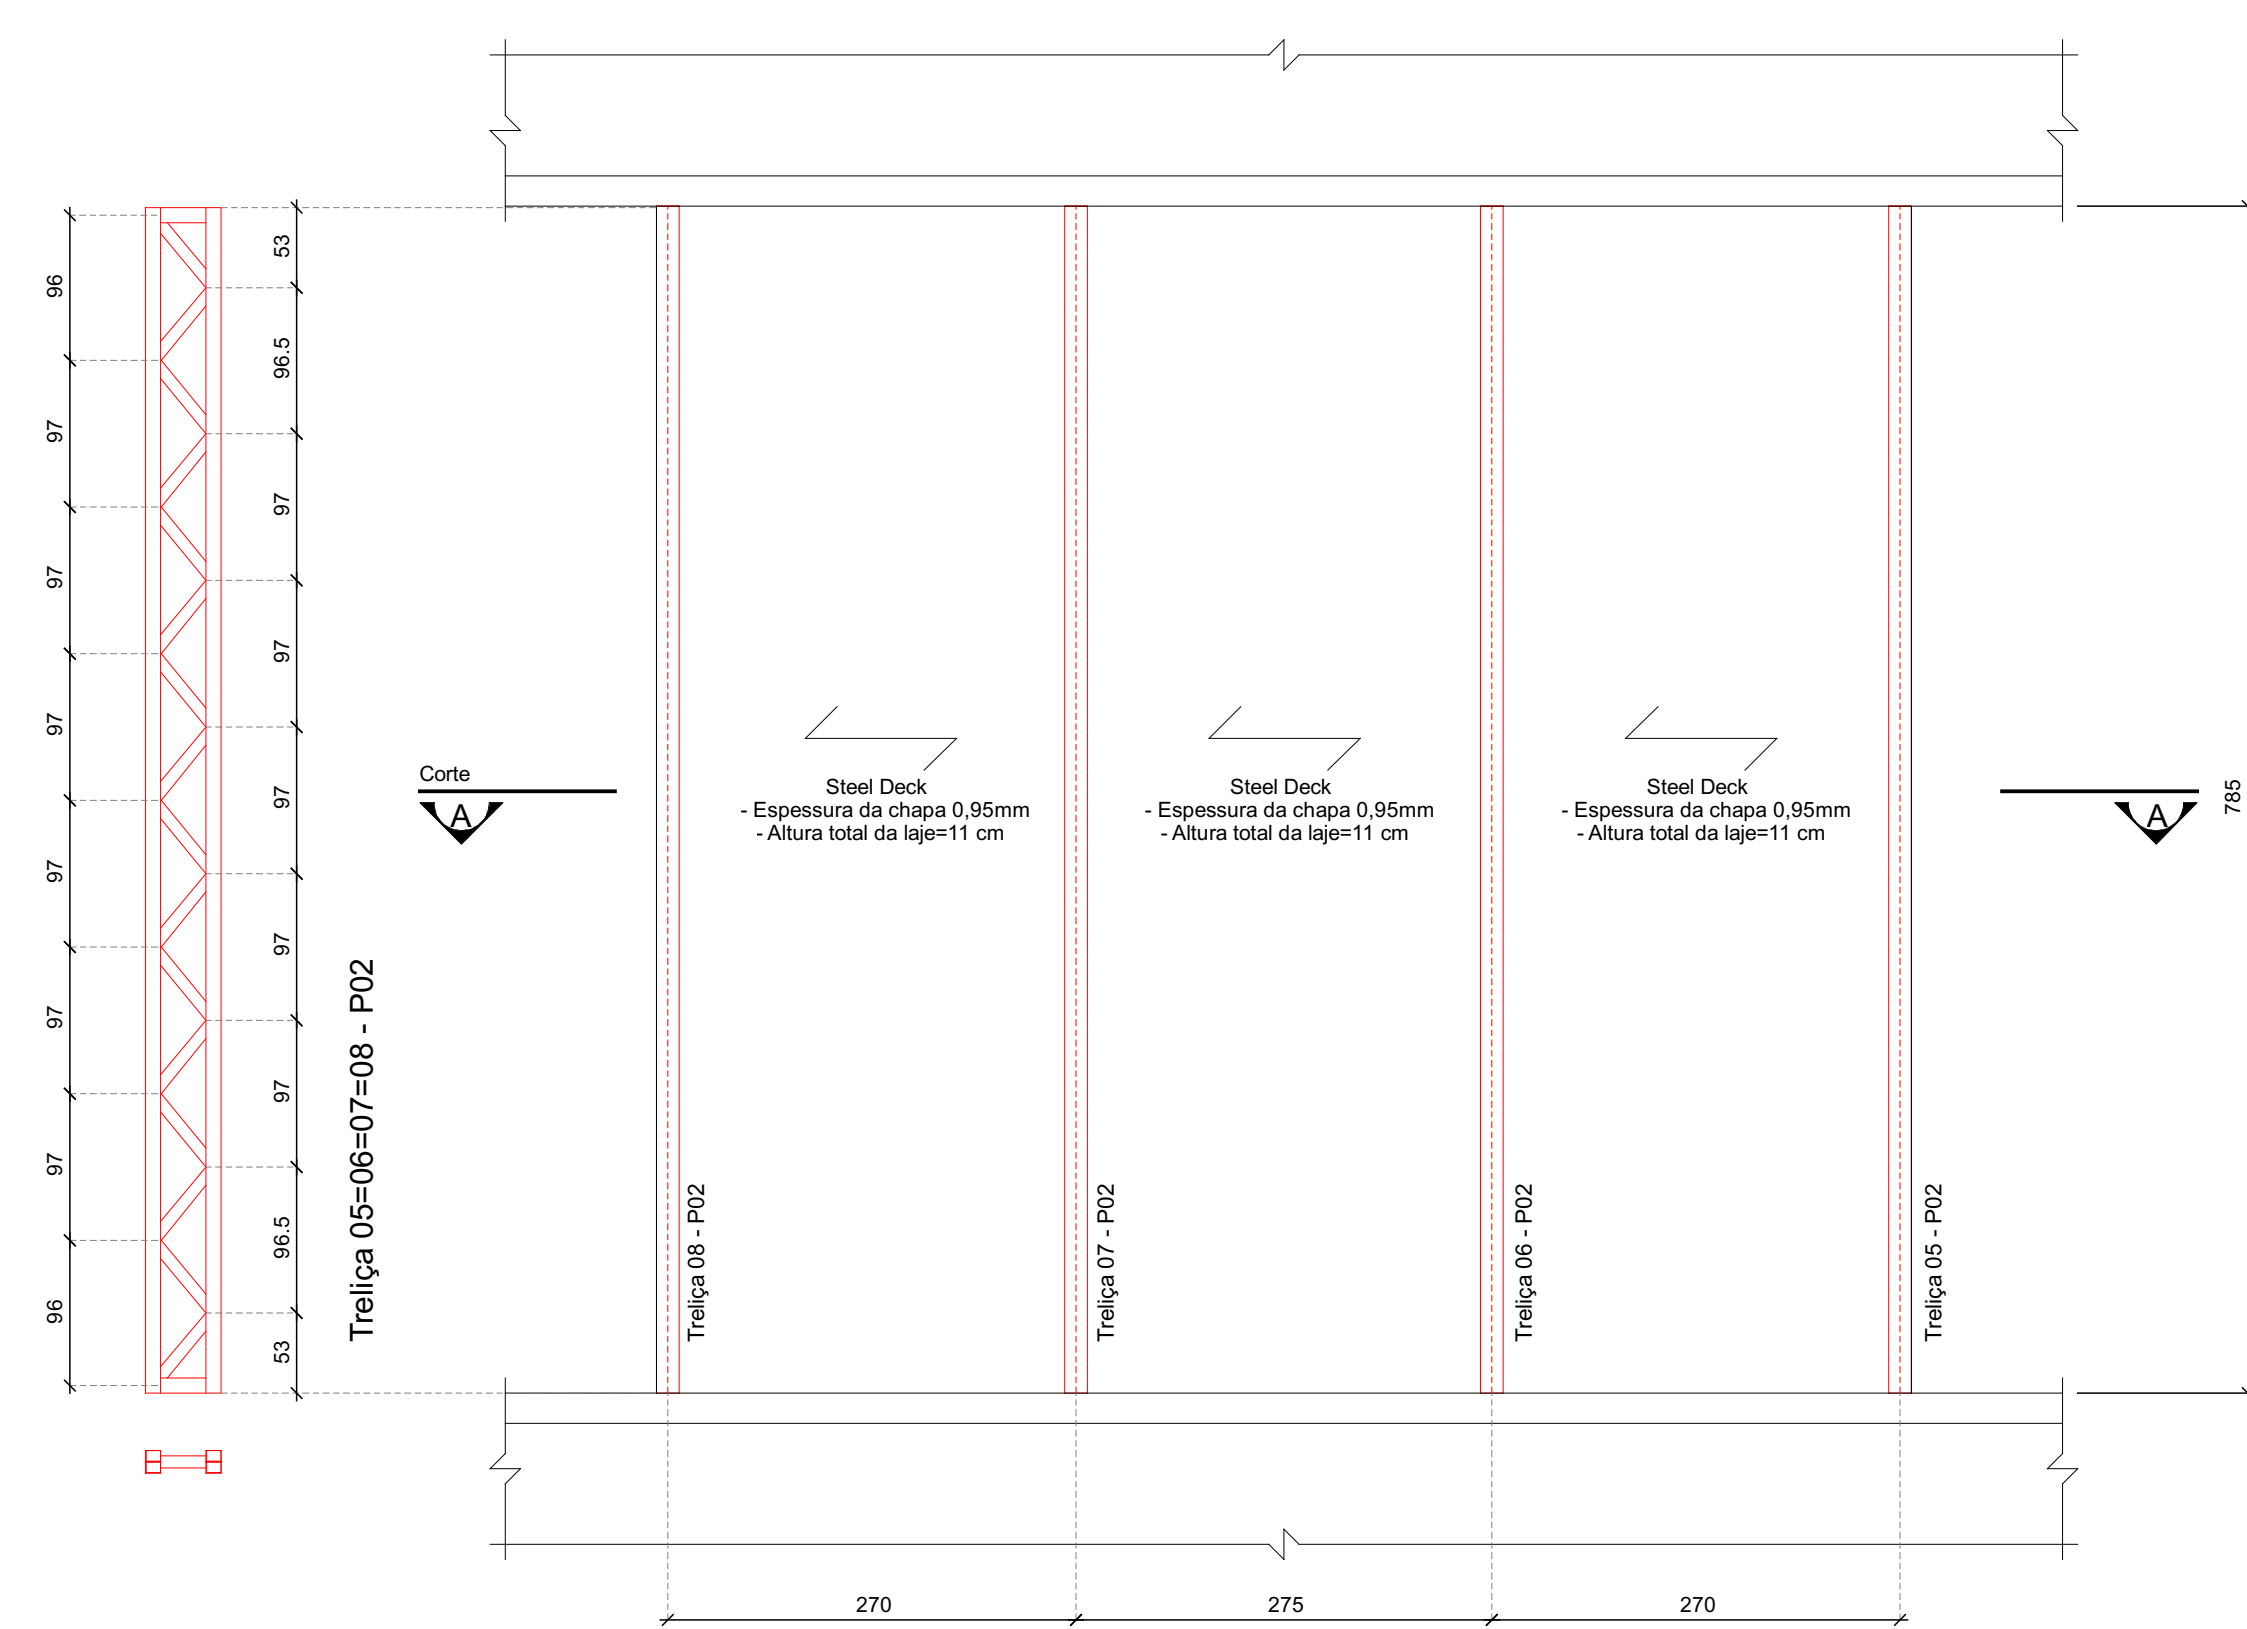 96
97
97
97
97
97
97
96
53
96.5
97
97
97
97
97
96.5
53
Treliça 05=06=07=08 - P02
Corte
A
Steel Deck
- Espessura da chapa 0,95mm
- Altura total da laje=11 cm
Steel Deck
- Espessura da chapa 0,95mm
- Altura total da laje=11 cm
Steel Deck
- Espessura da chapa 0,95mm
- Altura total da laje=11 cm
A
785
Treliça 08 - P02
Treliça 07 - P02
Treliça 06 - P02
Treliça 05 - P02
270
275
270